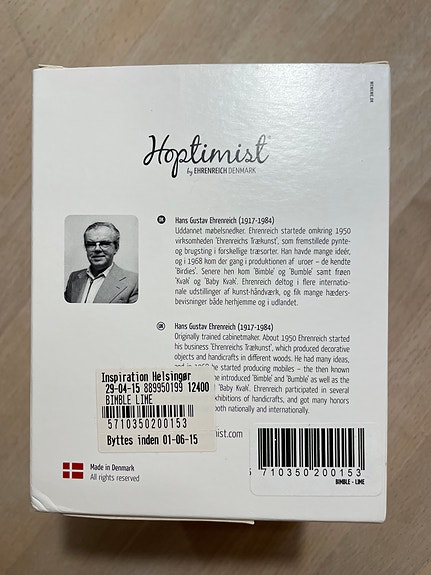 Hoptimist
by EHRENREICH DENMARK
DK
Hans Gustav Ehrenreich (1917-1984)
Uddannet møbelsnedker. Ehrenreich startede omkring 1950
virksomheden 'Ehrenreichs Trækunst', som fremstillede pynte-
og brugsting i forskellige træsorter. Han havde mange ideér,
og i 1968 kom der gang i produktionen af uroer – de kendte
'Birdies'. Senere hen kom 'Bimble' og 'Bumble' samt frøen
'Kvak' og 'Baby Kvak'. Ehrenreich deltog i flere internatio-
nale udstillinger af kunst-håndværk, og fik mange hæders-
bevisninger både herhjemme og i udlandet.
Hans Gustav Ehrenreich (1917-1984)
Originally trained cabinetmaker. About 1950 Ehrenreich started
his business 'Ehrenreichs Trækunst', which produced decorative
objects and handicrafts in different woods. He had many ideas,
he started producing mobiles – the then known
he introduced 'Bimble' and 'Bumble' as well as the
'Baby Kvak'. Ehrenreich participated in several
exhibitions of handicrafts, and got many honors
both nationally and internationally.
mist.com
Inspiration Helsingør
29-04-15 889950199 12400
BIMBLE LIME
5710350200153
Byttes inden 01-06-15
Made in Denmark
All rights reserved
5 710350 200153
BIMBLE - LIME